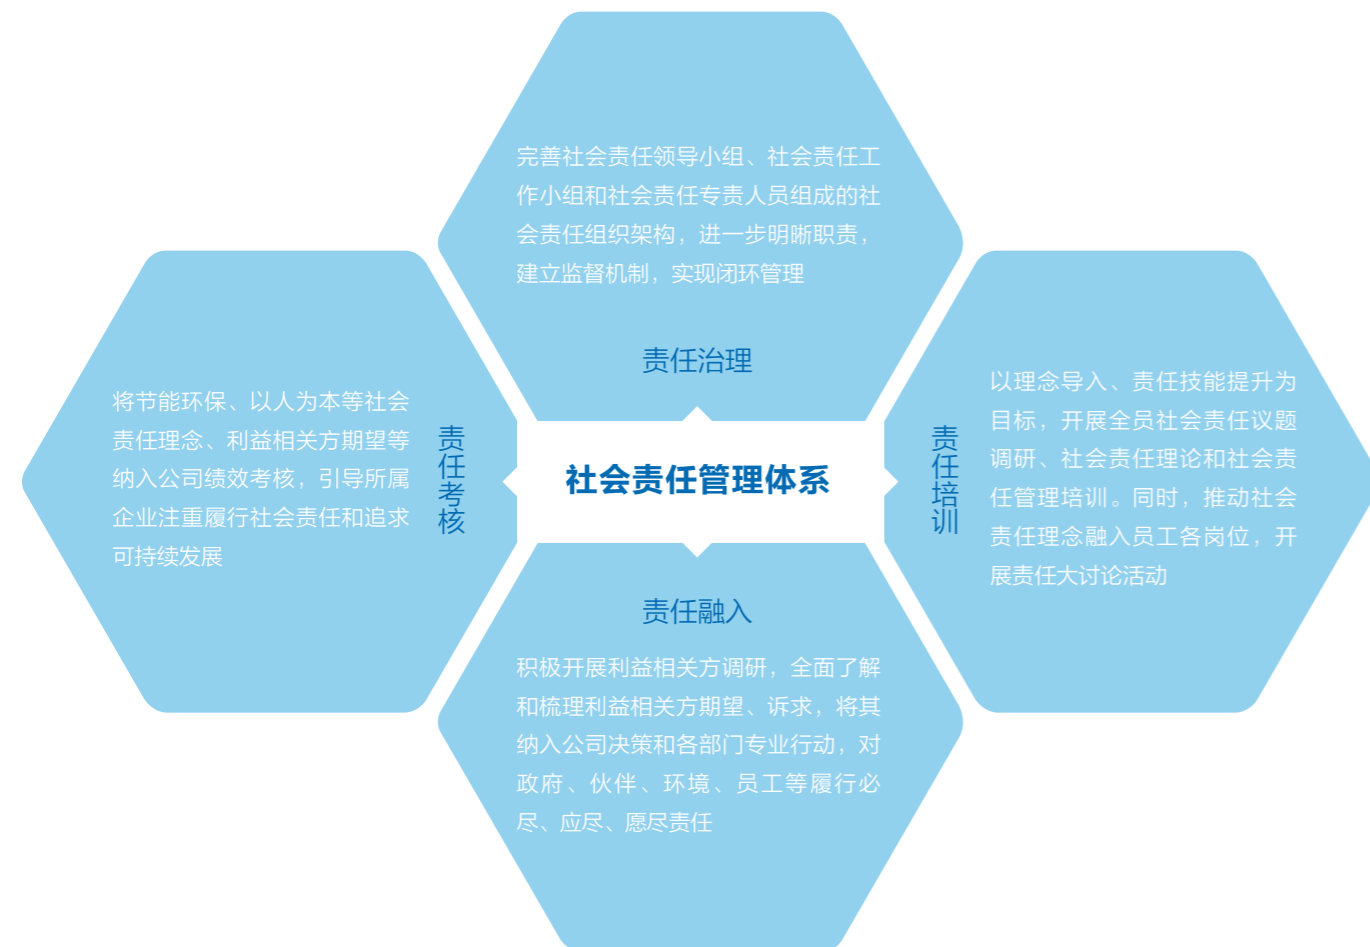 完善社会责任领导小组、社会责任工
作小组和社会责任专责人员组成的社
会责任组织架构，进一步明晰职责，
建立监督机制，实现闭环管理
责任治理
将节能环保、以人为本等社会
责任理念、利益相关方期望等
纳入公司绩效考核，引导所属
企业注重履行社会责任和追求
可持续发展
责任考核
社会责任管理体系
责任培训
以理念导入、责任技能提升为
目标，开展全员社会责任议题
调研、社会责任理论和社会责
任管理培训。同时，推动社会
责任理念融入员工各岗位，开
展责任大讨论活动
责任融入
积极开展利益相关方调研，全面了解
和梳理利益相关方期望、诉求，将其
纳入公司决策和各部门专业行动，对
政府、伙伴、环境、员工等履行必
尽、应尽、愿尽责任